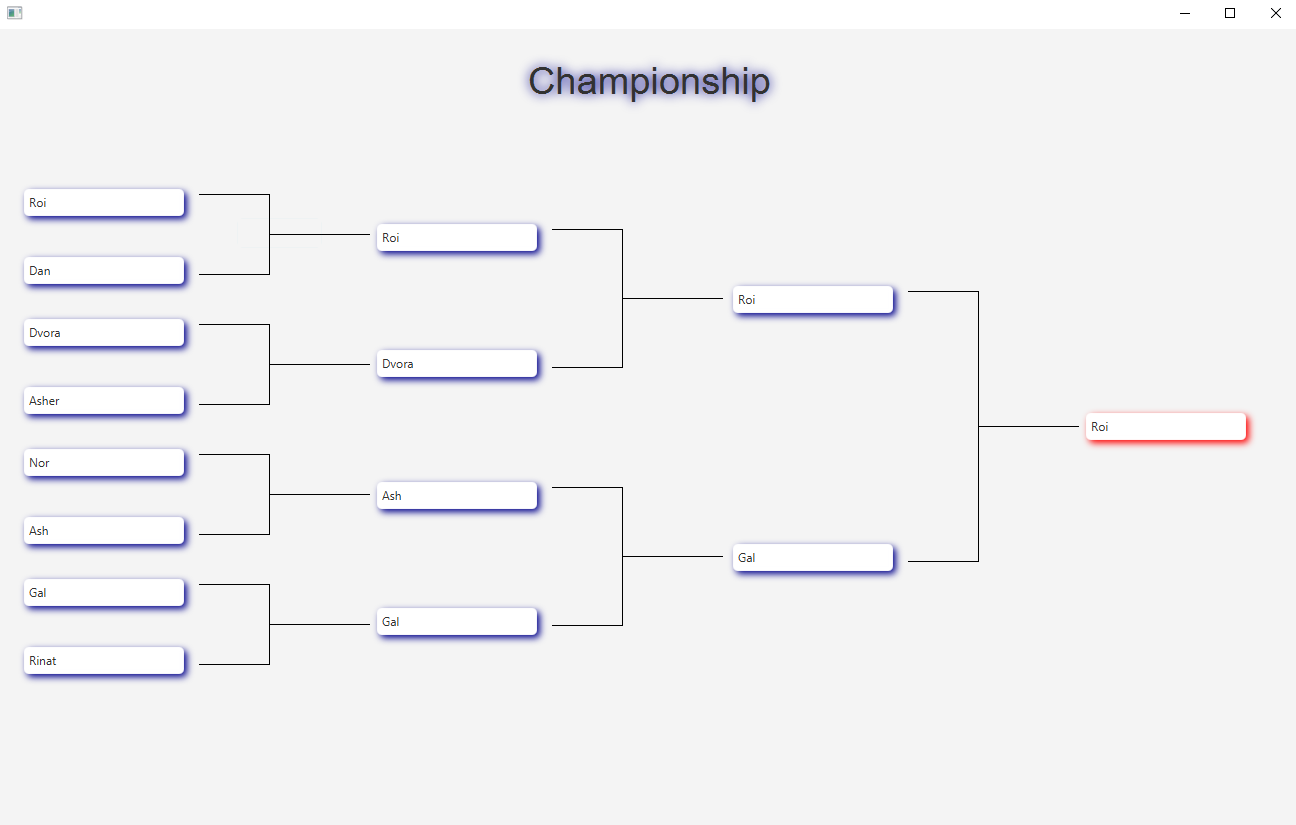 Championship
Roi
Dan
Dvora
Asher
Nor
Ash
Gal
Rinat
Roi
Dvora
Ash
Gal
Roi
Gal
Roi